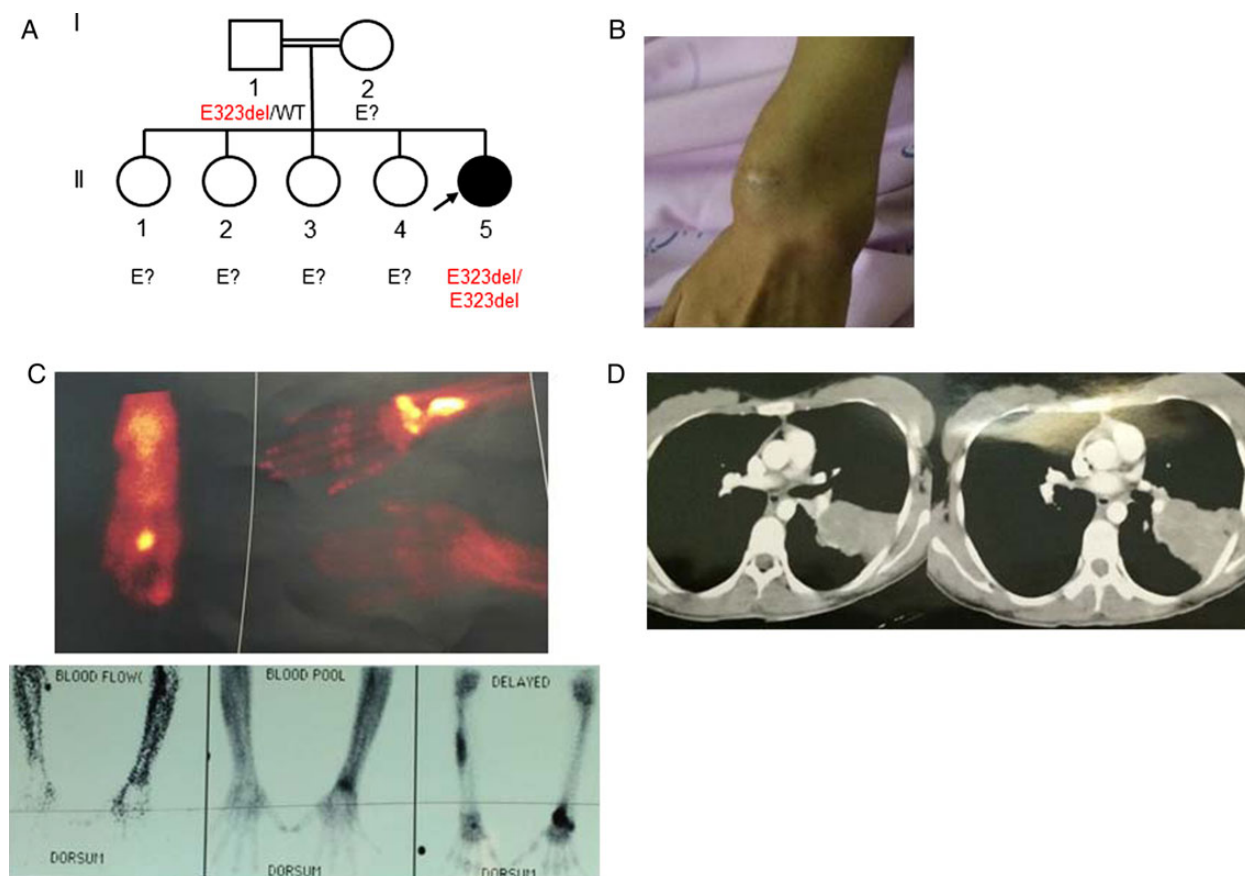 A
I
1
2
E323del/WT
E?
II
1
2
3
4
5
E?
E?
E?
E?
E323del/
E323del
B
C
D
BLOOD FLOW(
BLOOD POOL
DELAYED
DORSUM
DORSUM
DORSUM